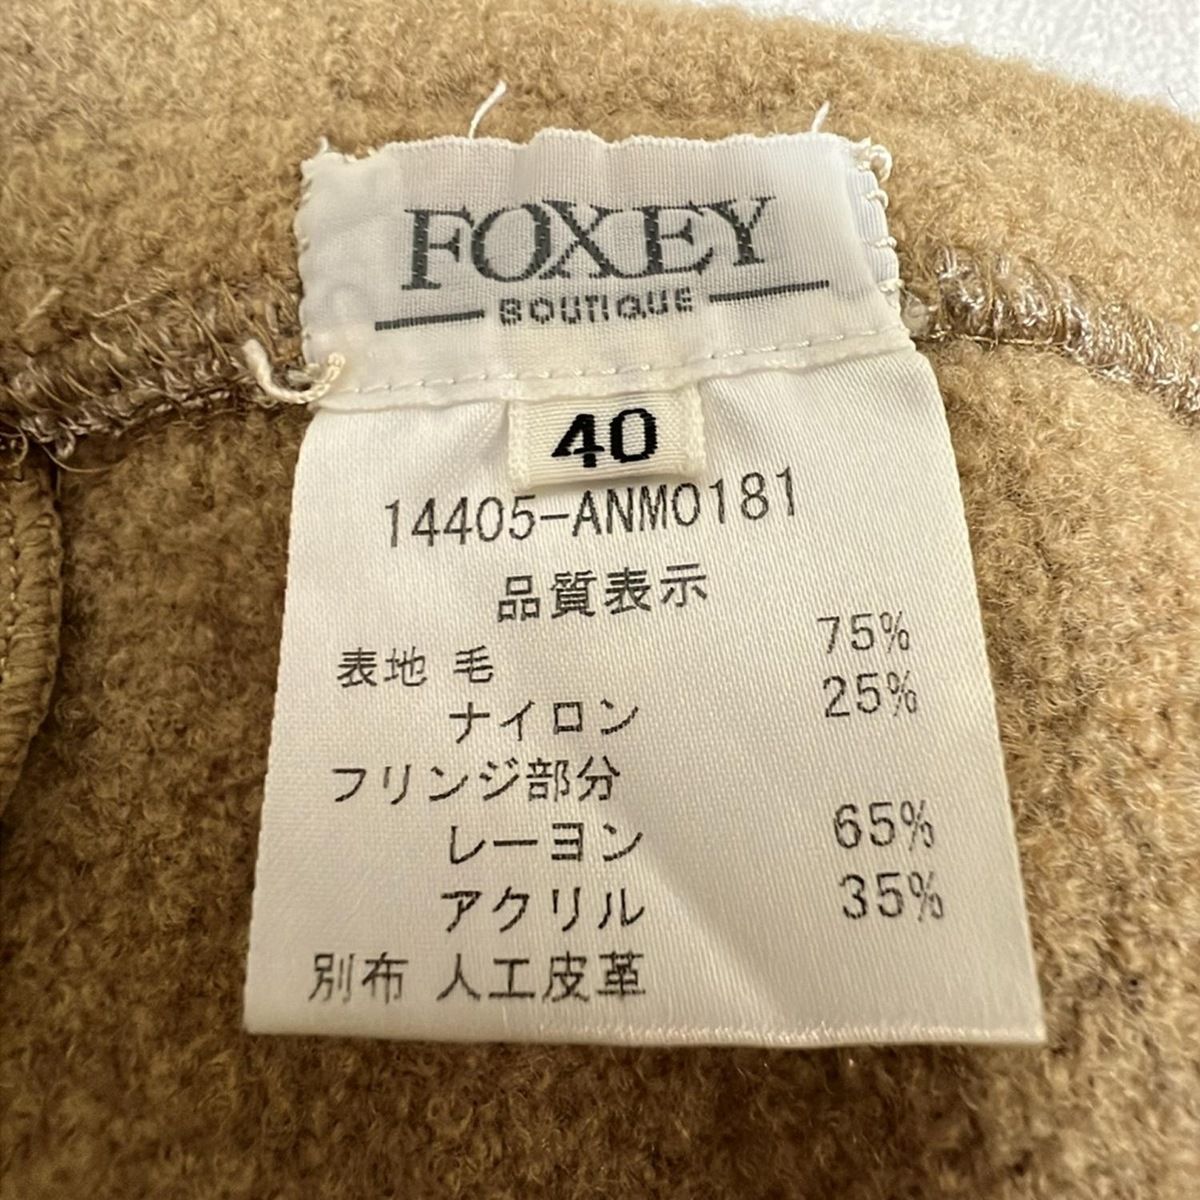 FOXEY
BOUTIQUE
40
14405-ANM0181
品質表示
表地 毛 75%
ナイロン 25%
フリンジ部分
レーヨン 65%
アクリル 35%
別布 人工皮革